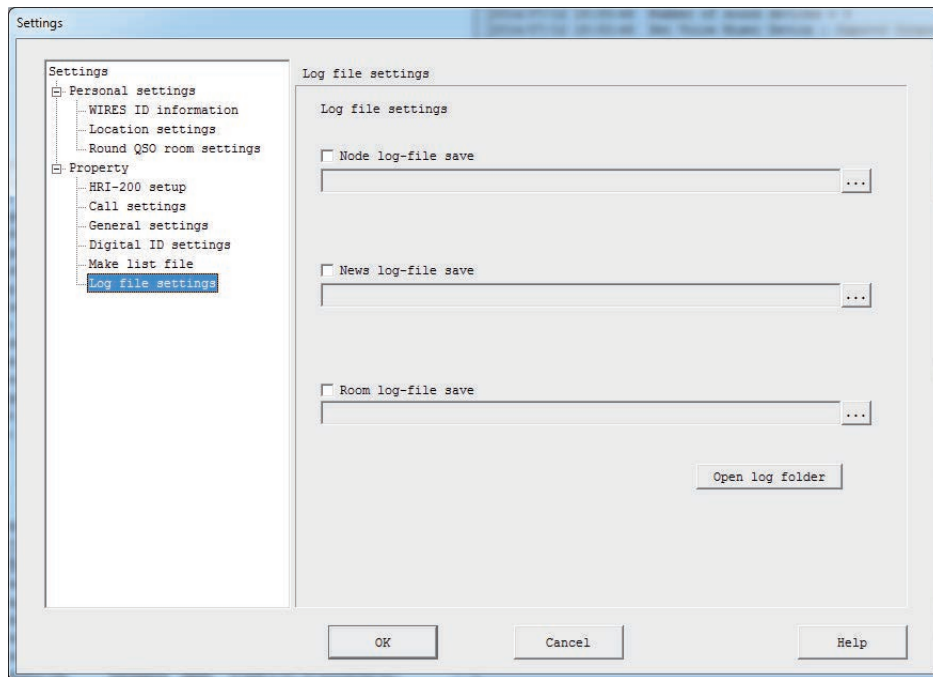 Settings
Settings
Personal settings
WIRES ID information
Location settings
Round QSO room settings
Property
HRI-200 setup
Call settings
General settings
Digital ID settings
Make list file
Log file settings
Log file settings
Log file settings
Node log-file save
...
News log-file save
...
Room log-file save
...
Open log folder
OK
Cancel
Help